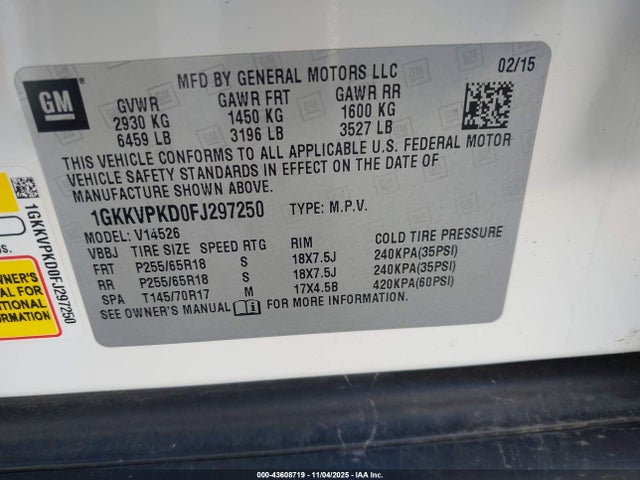 MFD BY GENERAL MOTORS LLC
02/15
GM
GVWR GAWR FRT GAWR RR
2930 KG 1450 KG 1600 KG
6459 LB 3196 LB 3527 LB
THIS VEHICLE CONFORMS TO ALL APPLICABLE U.S. FEDERAL MOTOR
VEHICLE SAFETY STANDARDS IN EFFECT ON THE DATE OF
MANUFACTURE SHOWN ABOVE.
1GKKVPKD0FJ297250 TYPE: M.P.V.
MODEL: V14526
VBBJ TIRE SIZE SPEED RTG RIM COLD TIRE PRESSURE
FRT P255/65R18 S 18X7.5J 240KPA(35PSI)
RR P255/65R18 S 18X7.5J 240KPA(35PSI)
SPA T145/70R17 M 17X4.5B 420KPA(60PSI)
SEE OWNER'S MANUAL FOR MORE INFORMATION.
1GKKVPKD0FJ297250
OWNER'S
FOR
INFORMATION
000-43608719 - 11/04/2025 - IAA Inc.